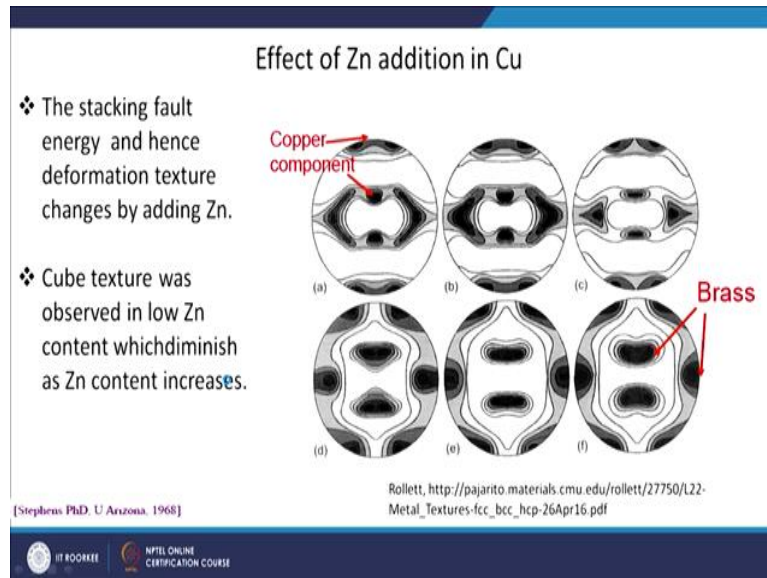 Effect of Zn addition in Cu
❖ The stacking fault
energy and hence
deformation texture
changes by adding Zn.
❖ Cube texture was
observed in low Zn
content whichdiminish
as Zn content increases.
Copper
component
(a)
(b)
(c)
Brass
(d)
(e)
(f)
Rollett, http://pajarito.materials.cmu.edu/rollett/27750/L22-
Metal_Textures-fcc_bcc_hcp-26Apr16.pdf
[Stephens PhD, U Arizona, 1968]
IIT ROORKEE
NPTEL ONLINE
CERTIFICATION COURSE